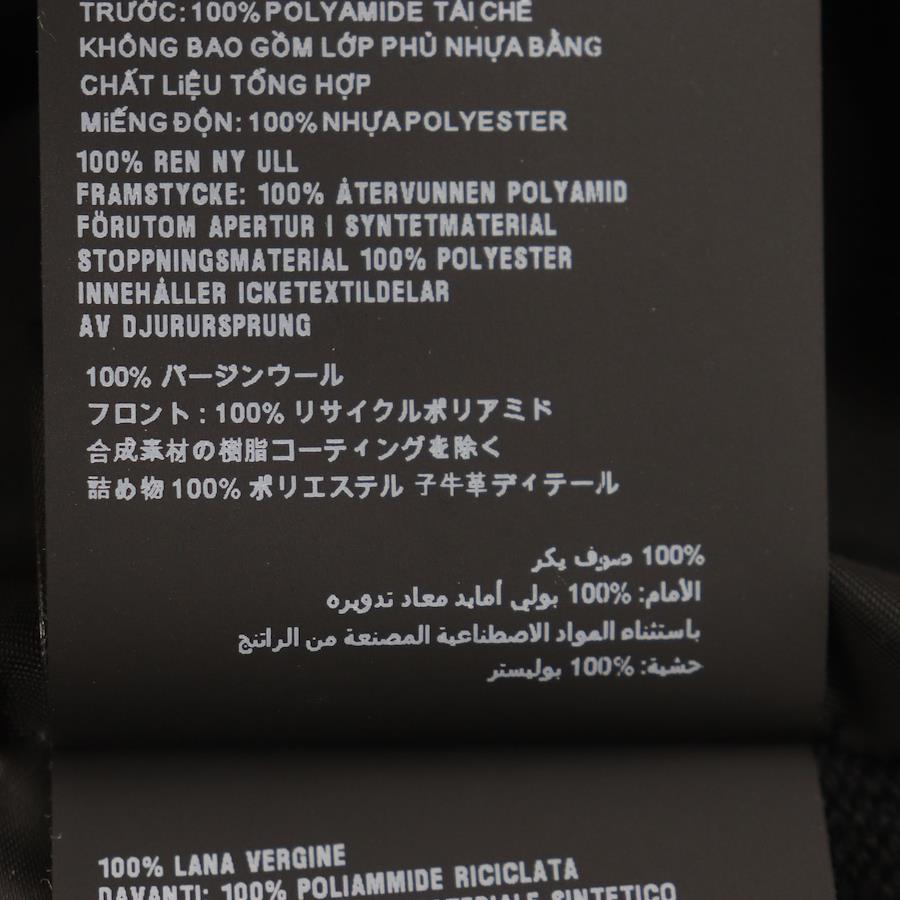 TRƯỚC: 100% POLYAMIDE TÁI CHẾ
KHÔNG BAO GỒM LỚP PHỦ NHỰA BẰNG
CHẤT LIỆU TỔNG HỢP
MIẾNG ĐỘN: 100% NHỰA POLYESTER
100% REN NY ULL
FRAMSTYCKE: 100% ÅTERVUNNEN POLYAMID
FÖRUTOM APERTUR I SYNTETMATERIAL
STOPPNINGSMATERIAL 100% POLYESTER
INNEHÅLLER ICKETEXTILDELAR
AV DJURURSPRUNG
100% バージンウール
フロント : 100% リサイクルポリアミド
合成素材の樹脂コーティングを除く
詰め物 100% ポリエステル 子牛革ディテール
100% صوف بكر
الأمام: 100% بولي أمايد معاد تدويره
باستثناء المواد الاصطناعية المصنعة من الراتنج
حشية: 100% بوليستر
100% LANA VERGINE
DAVANTI: 100% POLIAMMIDE RICICLATA
MATERIALE SINTETICO